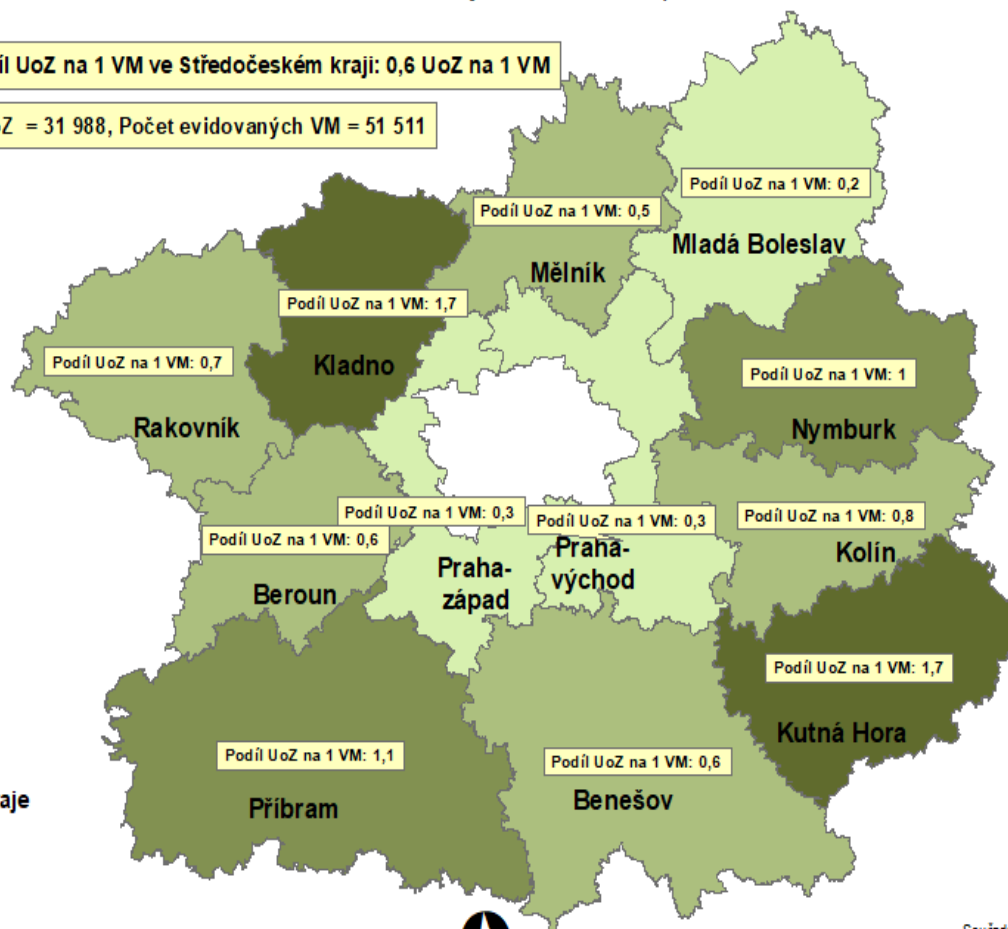 íl UoZ na 1 VM ve Středočeském kraji: 0,6 UoZ na 1 VM
oZ = 31 988, Počet evidovaných VM = 51 511
Podíl UoZ na 1 VM: 0,2
Mladá Boleslav
Podíl UoZ na 1 VM: 0,5
Mělník
Podíl UoZ na 1 VM: 1,7
Kladno
Podíl UoZ na 1 VM: 0,7
Rakovník
Podíl UoZ na 1 VM: 1
Nymburk
Podíl UoZ na 1 VM: 0,3
Praha-
západ
Podíl UoZ na 1 VM: 0,3
Praha-
východ
Podíl UoZ na 1 VM: 0,8
Kolín
Podíl UoZ na 1 VM: 0,6
Beroun
Podíl UoZ na 1 VM: 1,7
Kutná Hora
Podíl UoZ na 1 VM: 1,1
Příbram
Podíl UoZ na 1 VM: 0,6
Benešov
aje